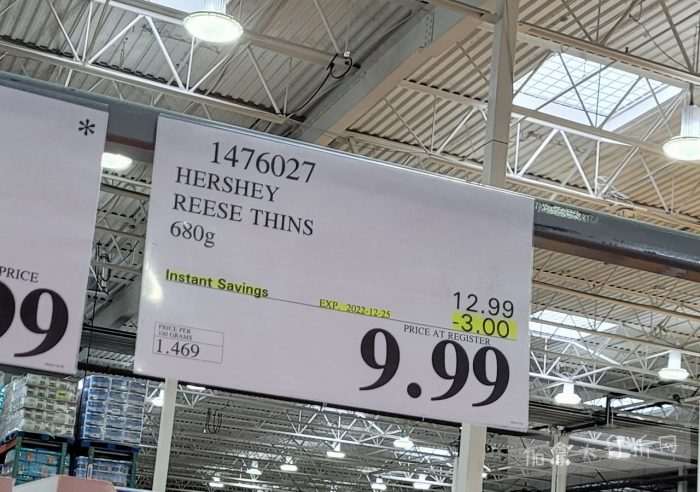 *
PRICE
99
1476027
HERSHEY
REESE THINS
680g
Instant Savings
EXP. 2022-12-25
12.99
-3.00
PRICE AT REGISTER
9.99
PRICE PER
100 GRAMS
1.469